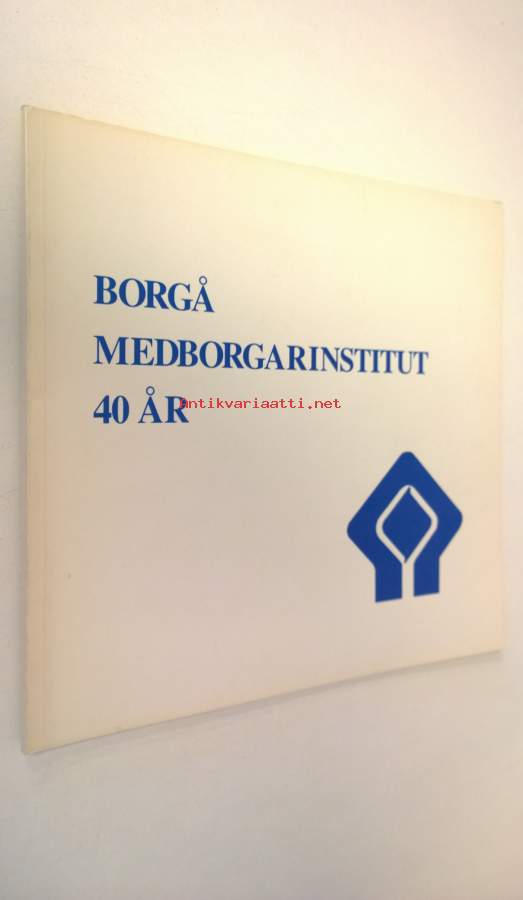 BORGÅ
MEDBORGARINSTITUT
40 ÅR
Antikvariaatti.net